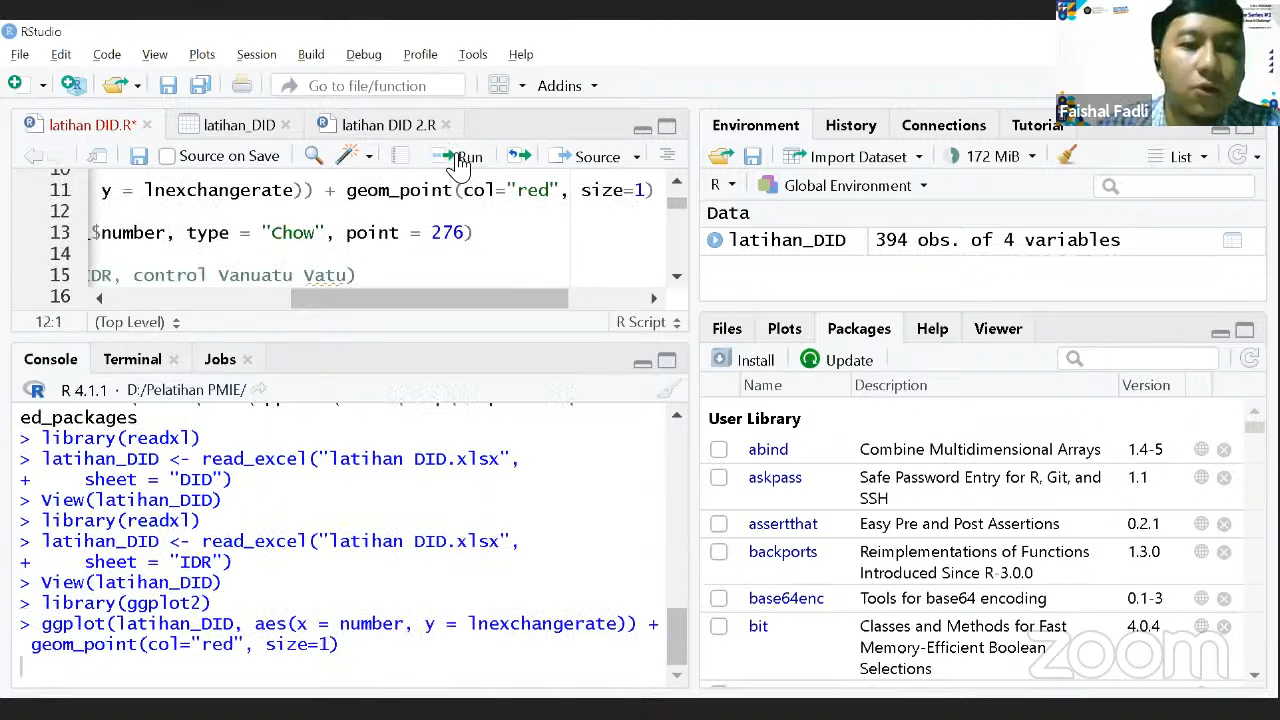 RStudio
File Edit Code View Plots Session Build Debug Profile Tools Help
Go to file/function Addins
latihan DID.R* latihan_DID latihan DID 2.R
Source on Save Run Source
10
11 y = lnexchangerate)) + geom_point(col="red", size=1)
12
13 $number, type = "Chow", point = 276)
14
15 DR, control Vanuatu Vatu)
16
12:1 (Top Level) R Script
Console Terminal Jobs
R 4.1.1 · D:/Pelatihan PMIE/
ed_packages
> library(readxl)
> latihan_DID <- read_excel("latihan DID.xlsx",
+ sheet = "DID")
> View(latihan_DID)
> library(readxl)
> latihan_DID <- read_excel("latihan DID.xlsx",
+ sheet = "IDR")
> View(latihan_DID)
> library(ggplot2)
> ggplot(latihan_DID, aes(x = number, y = lnexchangerate)) +
geom_point(col="red", size=1)
Faishal Fadli
Environment History Connections Tutorial
Import Dataset 172 MiB List
R Global Environment
Data
latihan_DID 394 obs. of 4 variables
Files Plots Packages Help Viewer
Install Update
Name Description Version
User Library
abind Combine Multidimensional Arrays 1.4-5
askpass Safe Password Entry for R, Git, and
SSH 1.1
assertthat Easy Pre and Post Assertions 0.2.1
backports Reimplementations of Functions
Introduced Since R-3.0.0 1.3.0
base64enc Tools for base64 encoding 0.1-3
bit Classes and Methods for Fast
Memory-Efficient Boolean
Selections 4.0.4
zoom